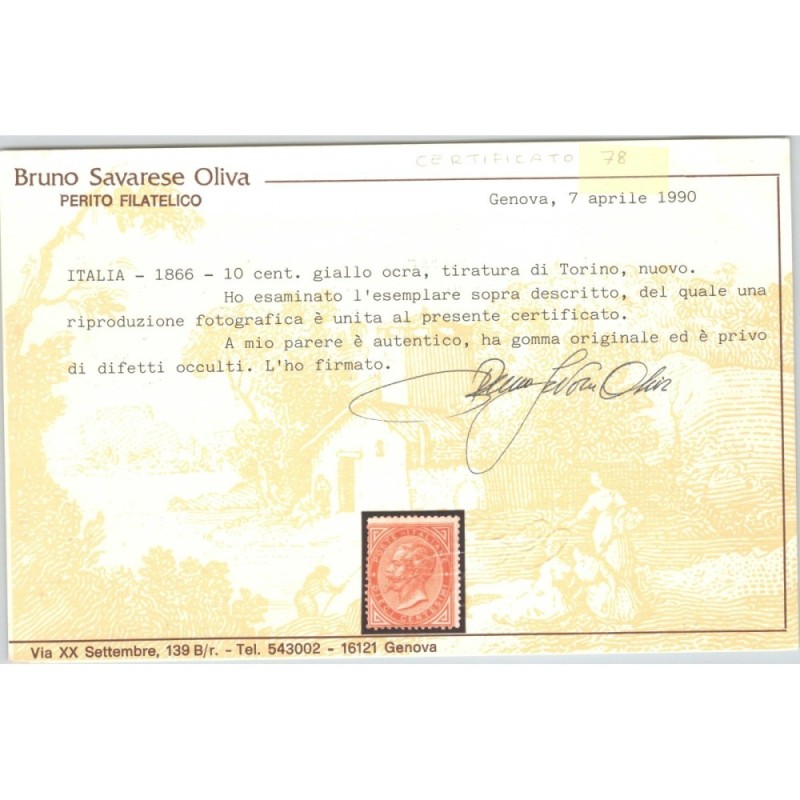 CERTIFICATO 78
Bruno Savarese Oliva
PERITO FILATELICO
Genova, 7 aprile 1990
ITALIA - 1866 - 10 cent. giallo ocra, tiratura di Torino, nuovo.
Ho esaminato l'esemplare sopra descritto, del quale una
riproduzione fotografica è unita al presente certificato.
A mio parere è autentico, ha gomma originale ed è privo
di difetti occulti. L'ho firmato.
Via XX Settembre, 139 B/r. - Tel. 543002 - 16121 Genova